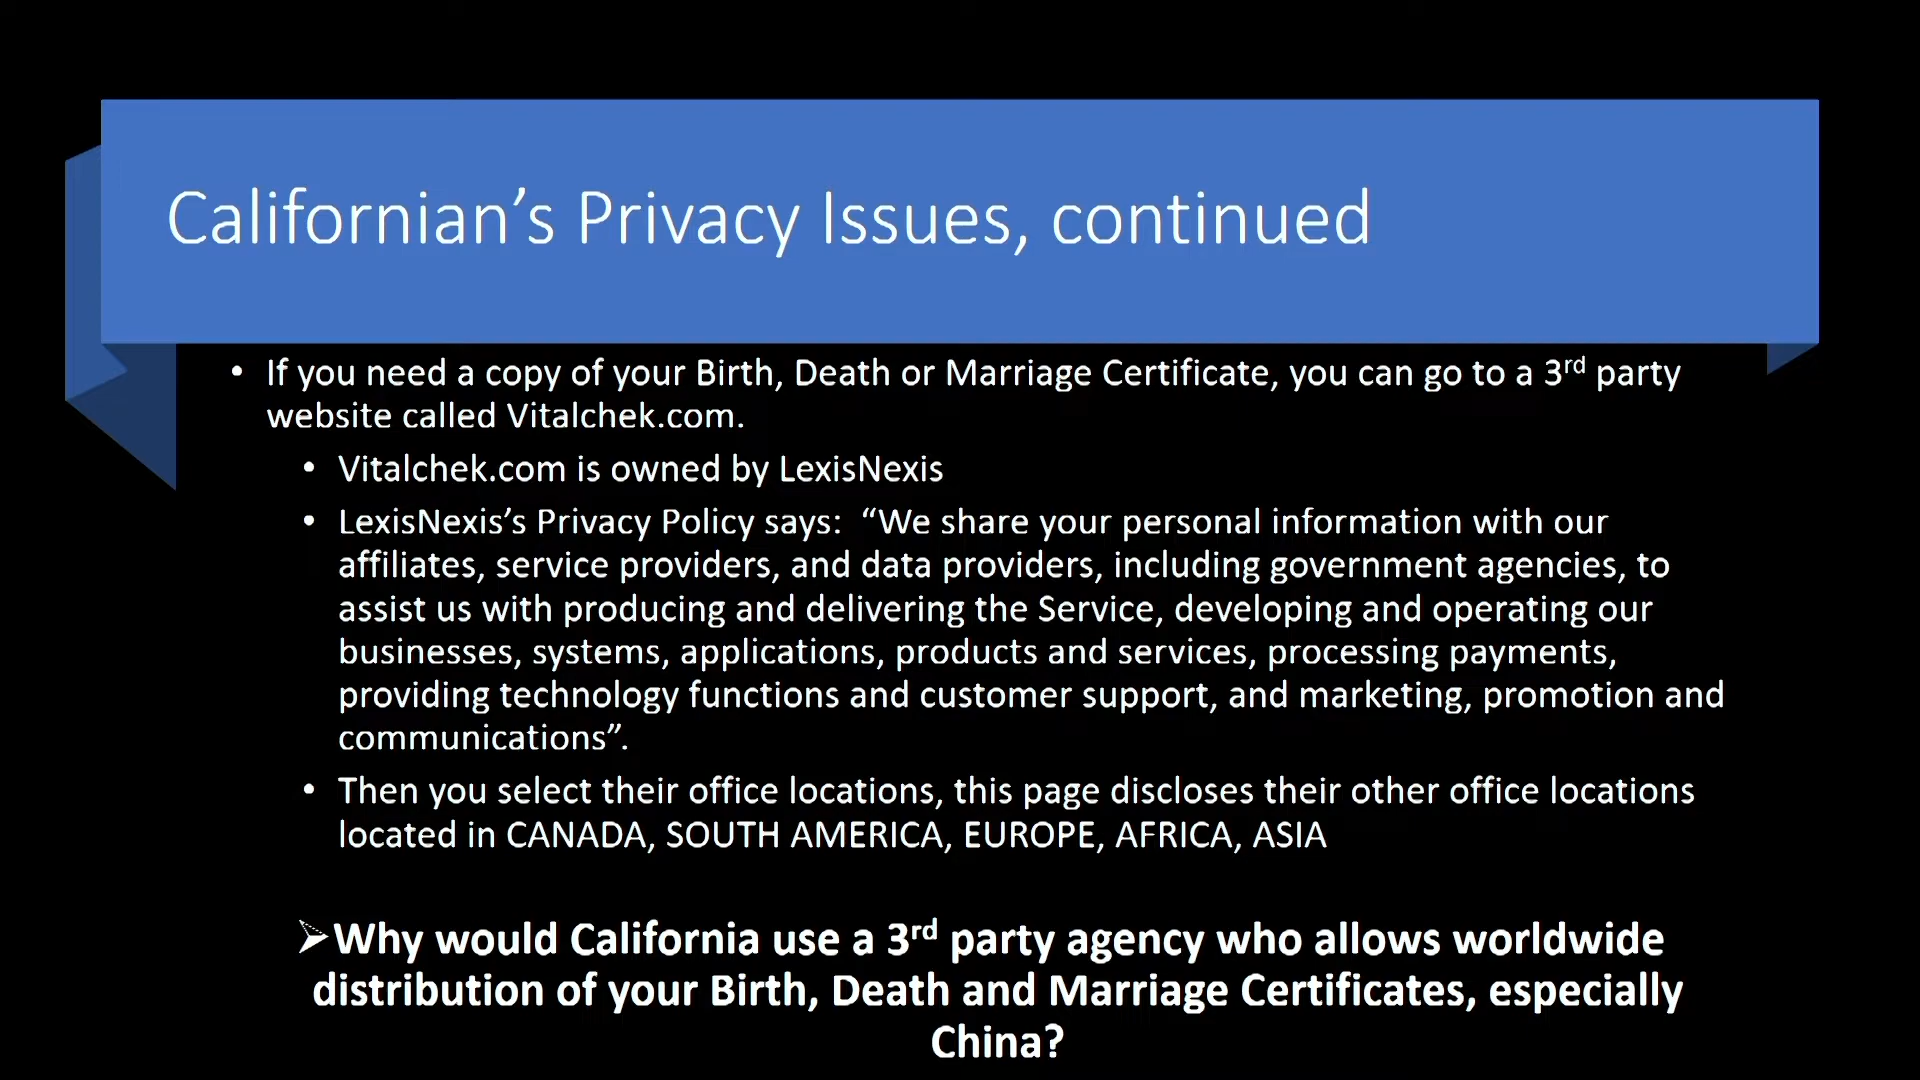 Californian’s Privacy Issues, continued
• If you need a copy of your Birth, Death or Marriage Certificate, you can go to a 3rd party
website called Vitalchek.com.
• Vitalchek.com is owned by LexisNexis
• LexisNexis’s Privacy Policy says:  “We share your personal information with our
affiliates, service providers, and data providers, including government agencies, to
assist us with producing and delivering the Service, developing and operating our
businesses, systems, applications, products and services, processing payments,
providing technology functions and customer support, and marketing, promotion and
communications”.
• Then you select their office locations, this page discloses their other office locations
located in CANADA, SOUTH AMERICA, EUROPE, AFRICA, ASIA
➢Why would California use a 3rd party agency who allows worldwide
distribution of your Birth, Death and Marriage Certificates, especially
China?